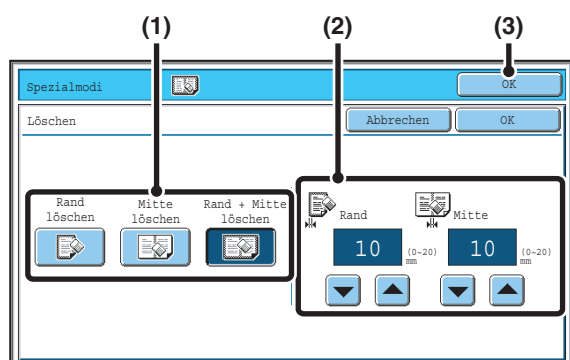 (1) (2) (3)
Spezialmodi OK
Löschen Abbrechen OK
Rand löschen
Mitte löschen
Rand + Mitte löschen
Rand Mitte
10 (0~20) mm 10 (0~20) mm